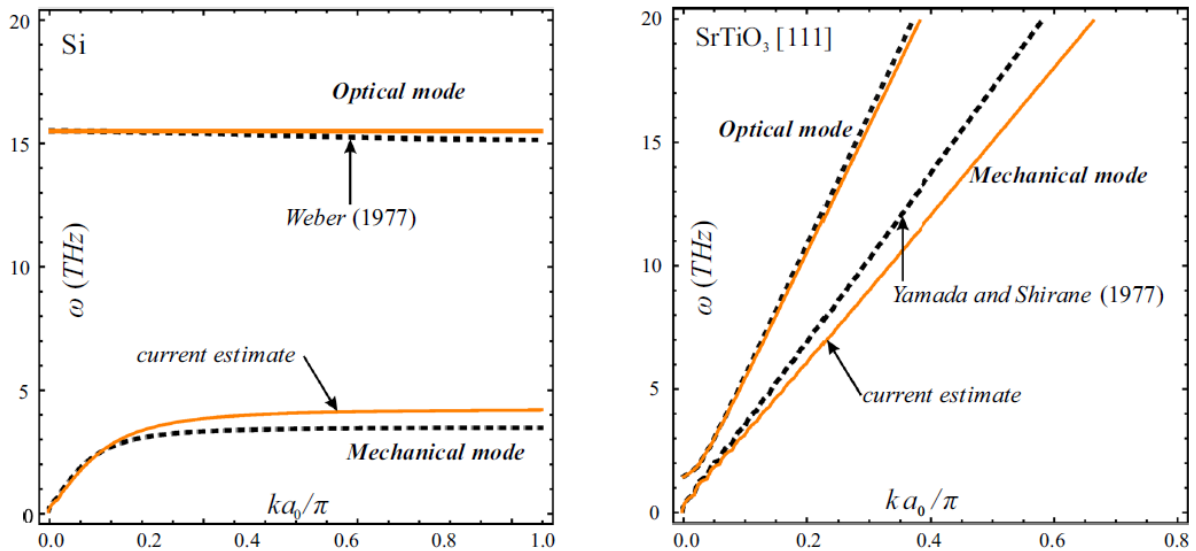 Si
Optical mode
Weber (1977)
current estimate
Mechanical mode
ω (THz)
ka₀/π
20
15
10
5
0
0.0 0.2 0.4 0.6 0.8 1.0
SrTiO₃ [111]
Optical mode
Mechanical mode
Yamada and Shirane (1977)
current estimate
ω (THz)
ka₀/π
20
15
10
5
0
0.0 0.2 0.4 0.6 0.8